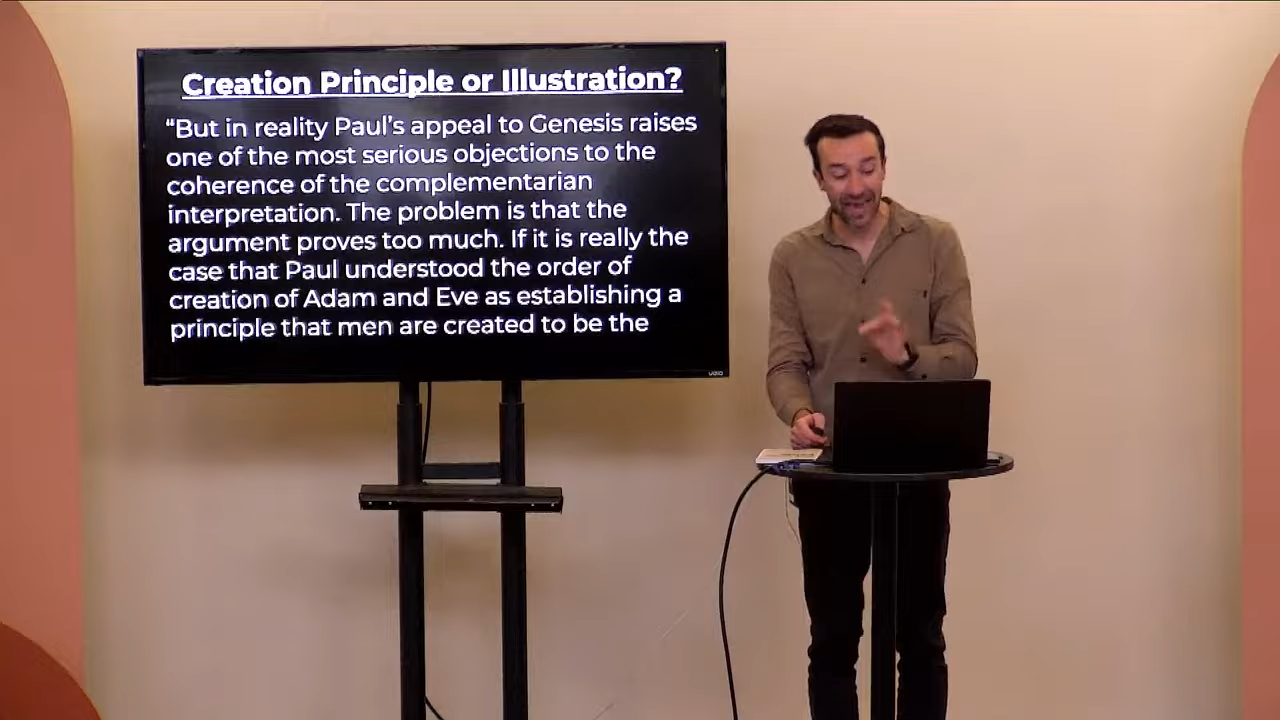 Creation Principle or Illustration?
“But in reality Paul’s appeal to Genesis raises
one of the most serious objections to the
coherence of the complementarian
interpretation. The problem is that the
argument proves too much. If it is really the
case that Paul understood the order of
creation of Adam and Eve as establishing a
principle that men are created to be the
VIZIO